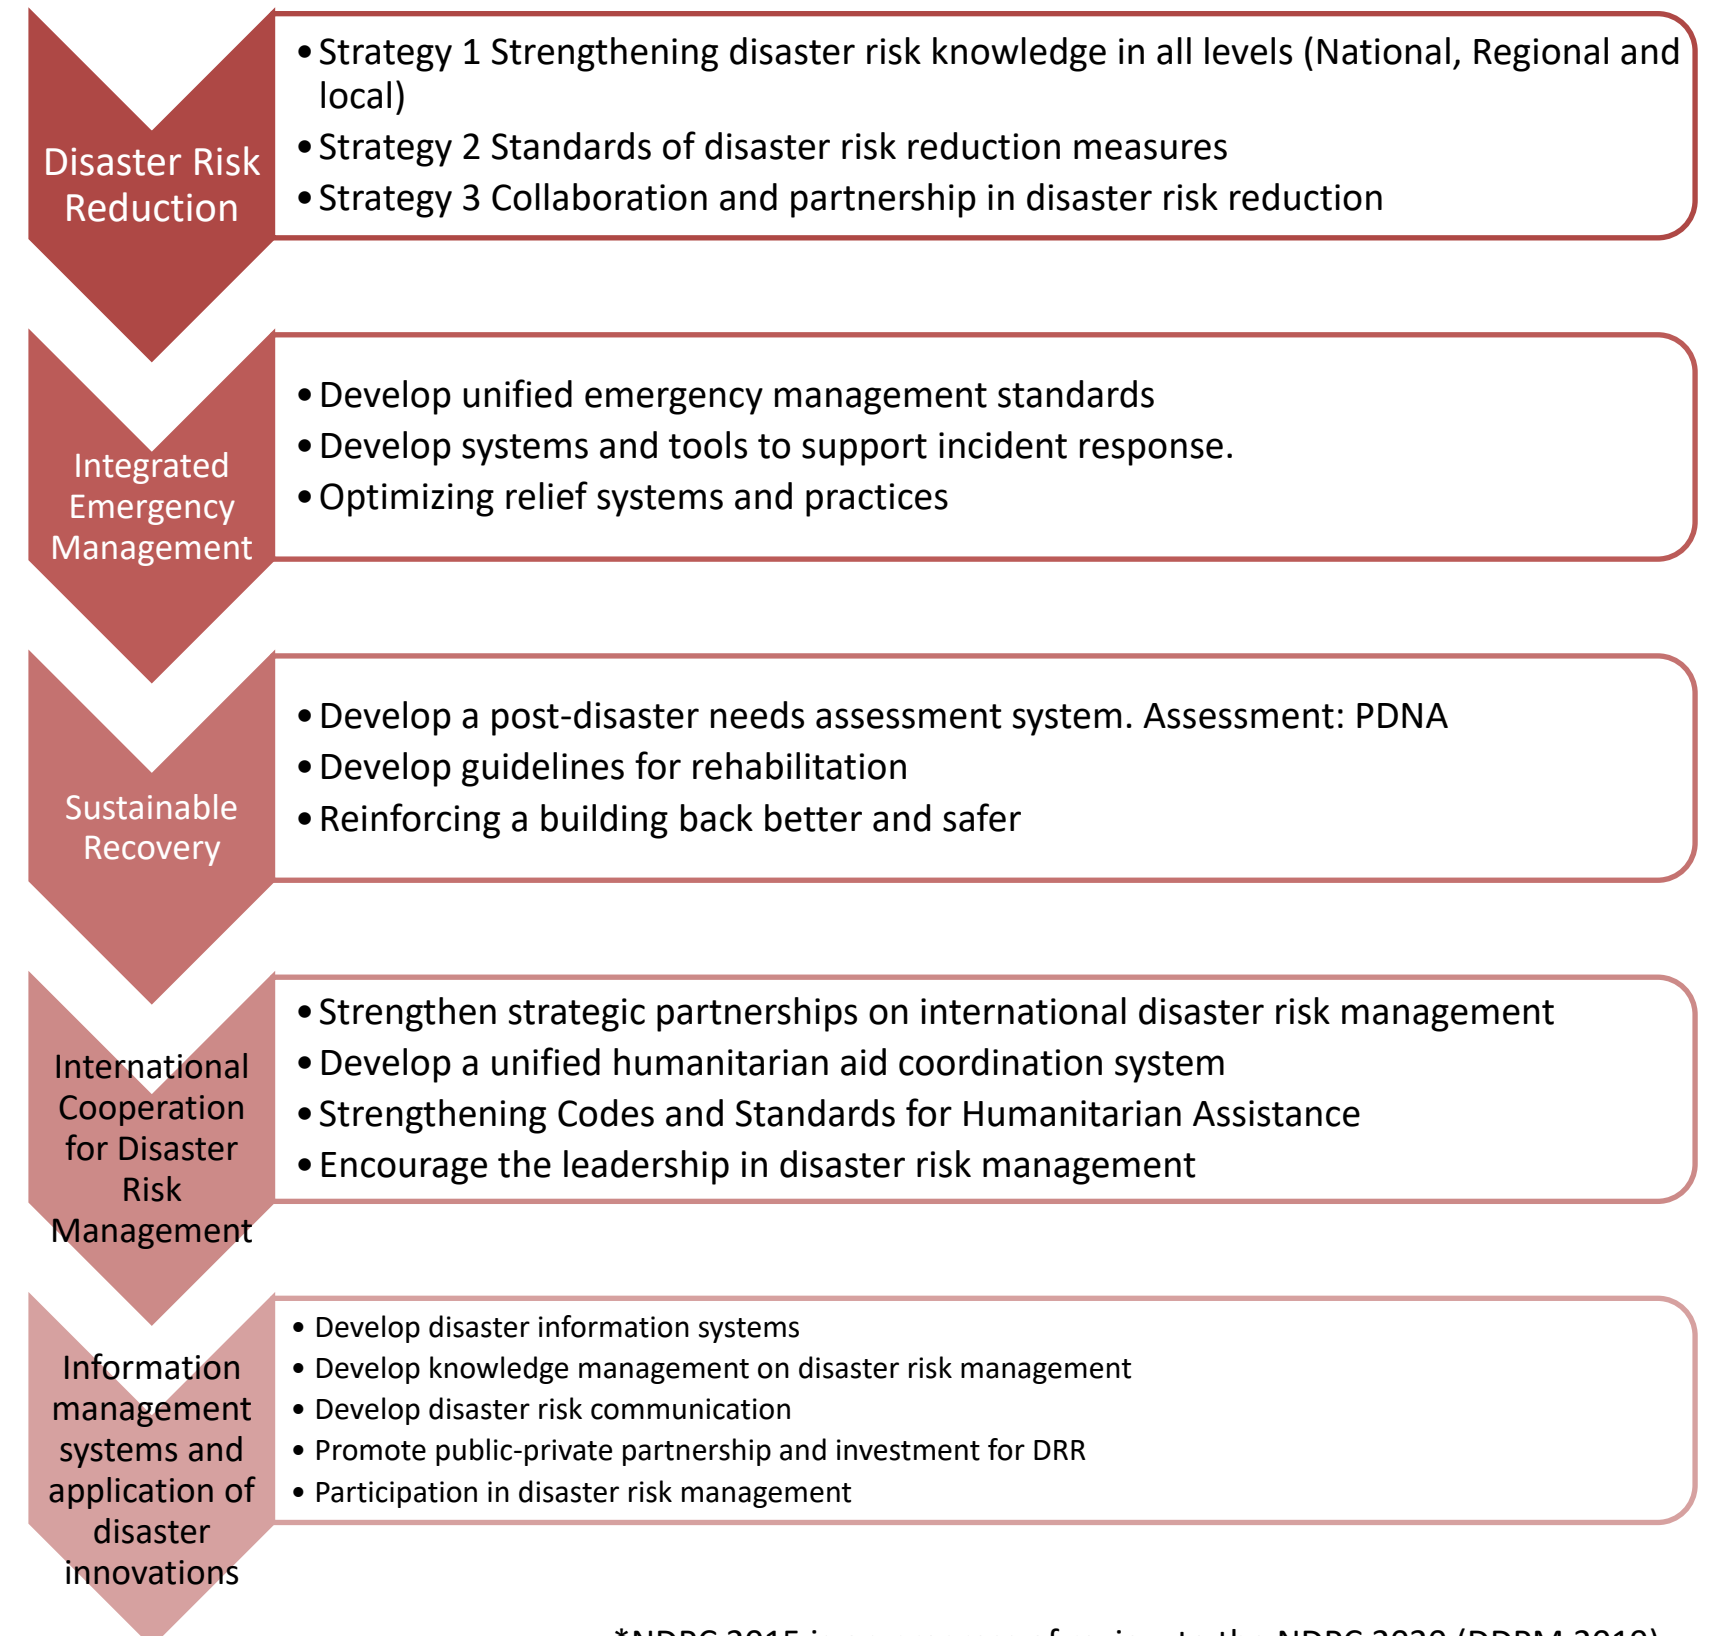 Disaster Risk
Reduction
• Strategy 1 Strengthening disaster risk knowledge in all levels (National, Regional and
local)
• Strategy 2 Standards of disaster risk reduction measures
• Strategy 3 Collaboration and partnership in disaster risk reduction
Integrated
Emergency
Management
• Develop unified emergency management standards
• Develop systems and tools to support incident response.
• Optimizing relief systems and practices
Sustainable
Recovery
• Develop a post-disaster needs assessment system. Assessment: PDNA
• Develop guidelines for rehabilitation
• Reinforcing a building back better and safer
International
Cooperation
for Disaster
Risk
Management
• Strengthen strategic partnerships on international disaster risk management
• Develop a unified humanitarian aid coordination system
• Strengthening Codes and Standards for Humanitarian Assistance
• Encourage the leadership in disaster risk management
Information
management
systems and
application of
disaster
innovations
• Develop disaster information systems
• Develop knowledge management on disaster risk management
• Develop disaster risk communication
• Promote public-private partnership and investment for DRR
• Participation in disaster risk management